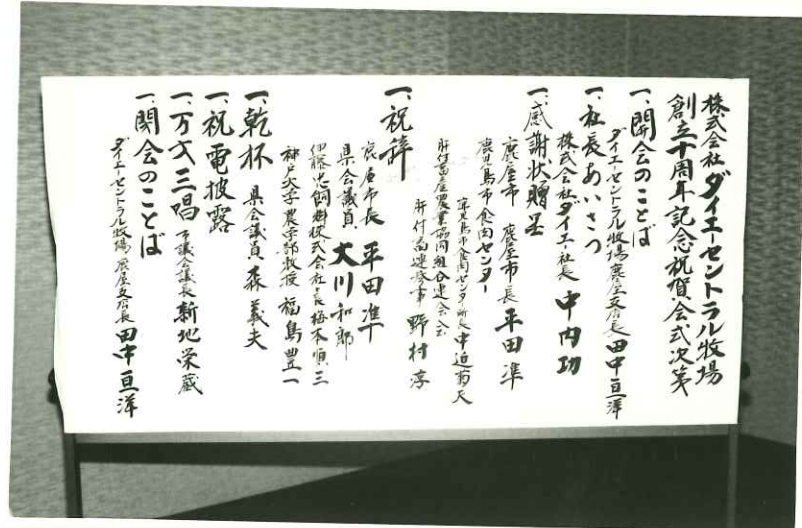 株式会社ダイエーセントラル牧場
創立十周年記念祝賀会式次第
一、開会のことば
ダイエーセントラル牧場鹿屋支店長 田中亘洋
一、社長あいさつ
株式会社ダイエー社長 中内功
一、感謝状贈呈
鹿屋市 鹿屋市長 平田準
鹿児島市食肉センター
鹿児島市食肉センター所長 中迫
肝付畜産農業協同組合連合会
肝付畜連参事 野村淳
一、祝辞
鹿屋市長 平田準
県会議員 大川和郎
伊藤忠飼料株式会社社長 梅本順三
神戸大学農学部教授 福島豊一
一、乾杯 県会議員 森義夫
一、祝電披露
一、万才三唱 市議会議長 新地栄蔵
一、閉会のことば
ダイエーセントラル牧場 鹿屋支店長 田中亘洋